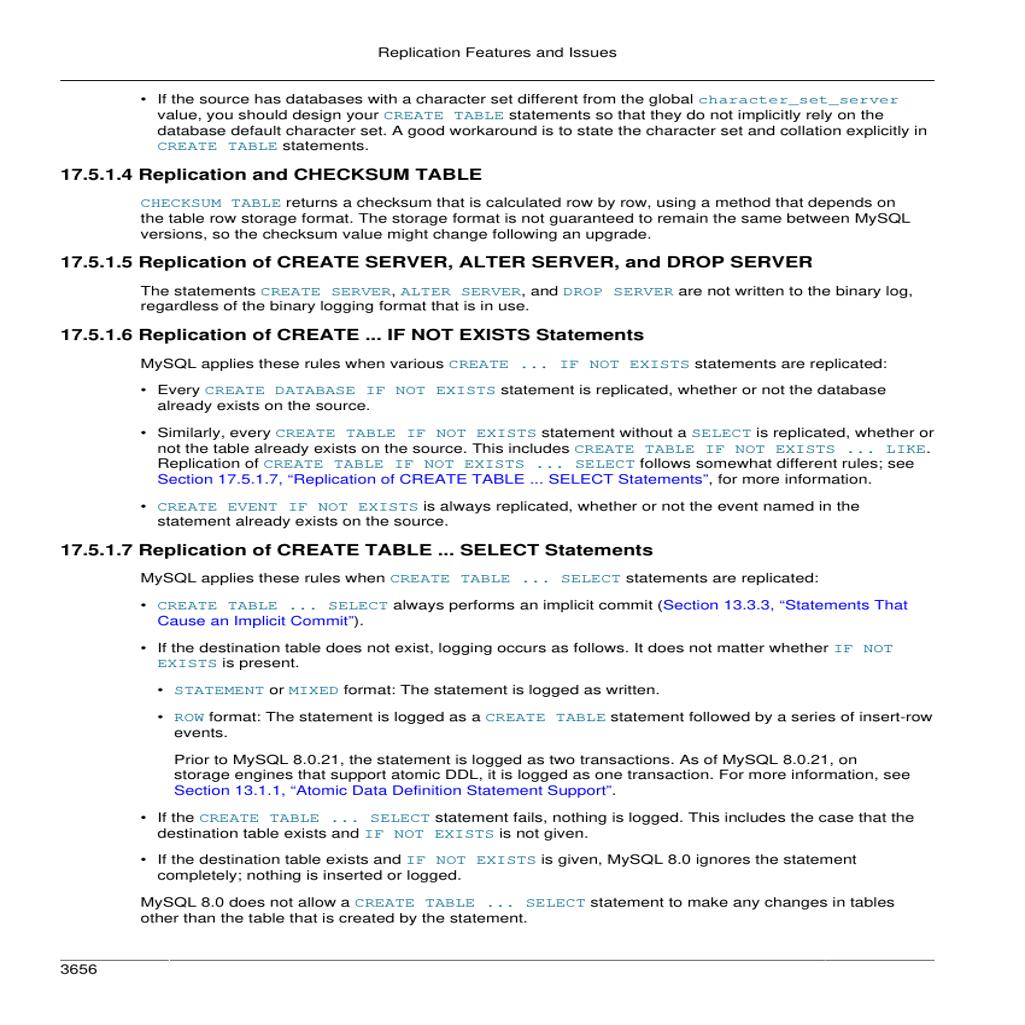 Replication Features and Issues
• If the source has databases with a character set different from the global character_set_server
value, you should design your CREATE TABLE statements so that they do not implicitly rely on the
database default character set. A good workaround is to state the character set and collation explicitly in
CREATE TABLE statements.
17.5.1.4 Replication and CHECKSUM TABLE
CHECKSUM TABLE returns a checksum that is calculated row by row, using a method that depends on
the table row storage format. The storage format is not guaranteed to remain the same between MySQL
versions, so the checksum value might change following an upgrade.
17.5.1.5 Replication of CREATE SERVER, ALTER SERVER, and DROP SERVER
The statements CREATE SERVER, ALTER SERVER, and DROP SERVER are not written to the binary log,
regardless of the binary logging format that is in use.
17.5.1.6 Replication of CREATE ... IF NOT EXISTS Statements
MySQL applies these rules when various CREATE ... IF NOT EXISTS statements are replicated:
• Every CREATE DATABASE IF NOT EXISTS statement is replicated, whether or not the database
already exists on the source.
• Similarly, every CREATE TABLE IF NOT EXISTS statement without a SELECT is replicated, whether or
not the table already exists on the source. This includes CREATE TABLE IF NOT EXISTS ... LIKE.
Replication of CREATE TABLE IF NOT EXISTS ... SELECT follows somewhat different rules; see
Section 17.5.1.7, “Replication of CREATE TABLE ... SELECT Statements”, for more information.
• CREATE EVENT IF NOT EXISTS is always replicated, whether or not the event named in the
statement already exists on the source.
17.5.1.7 Replication of CREATE TABLE ... SELECT Statements
MySQL applies these rules when CREATE TABLE ... SELECT statements are replicated:
• CREATE TABLE ... SELECT always performs an implicit commit (Section 13.3.3, “Statements That
Cause an Implicit Commit”).
• If the destination table does not exist, logging occurs as follows. It does not matter whether IF NOT
EXISTS is present.
• STATEMENT or MIXED format: The statement is logged as written.
• ROW format: The statement is logged as a CREATE TABLE statement followed by a series of insert-row
events.
Prior to MySQL 8.0.21, the statement is logged as two transactions. As of MySQL 8.0.21, on
storage engines that support atomic DDL, it is logged as one transaction. For more information, see
Section 13.1.1, “Atomic Data Definition Statement Support”.
• If the CREATE TABLE ... SELECT statement fails, nothing is logged. This includes the case that the
destination table exists and IF NOT EXISTS is not given.
• If the destination table exists and IF NOT EXISTS is given, MySQL 8.0 ignores the statement
completely; nothing is inserted or logged.
MySQL 8.0 does not allow a CREATE TABLE ... SELECT statement to make any changes in tables
other than the table that is created by the statement.
3656